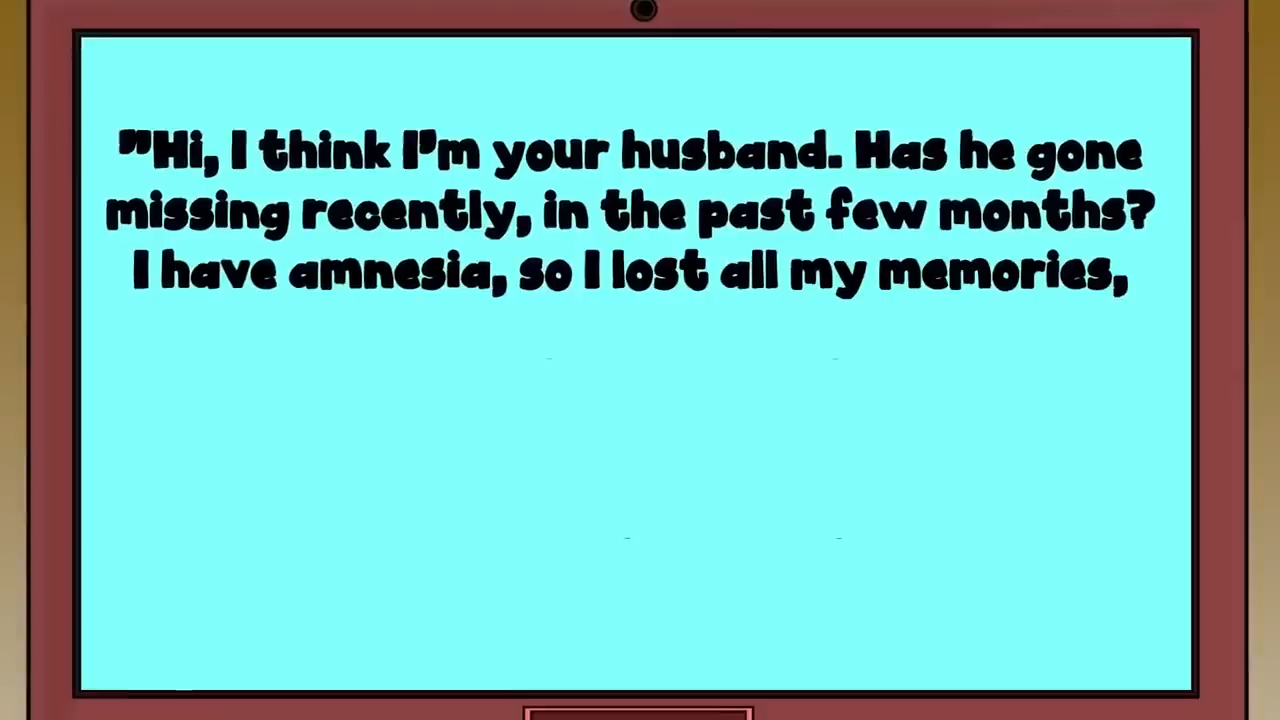 "Hi, I think I'm your husband. Has he gone
missing recently, in the past few months?
I have amnesia, so I lost all my memories,